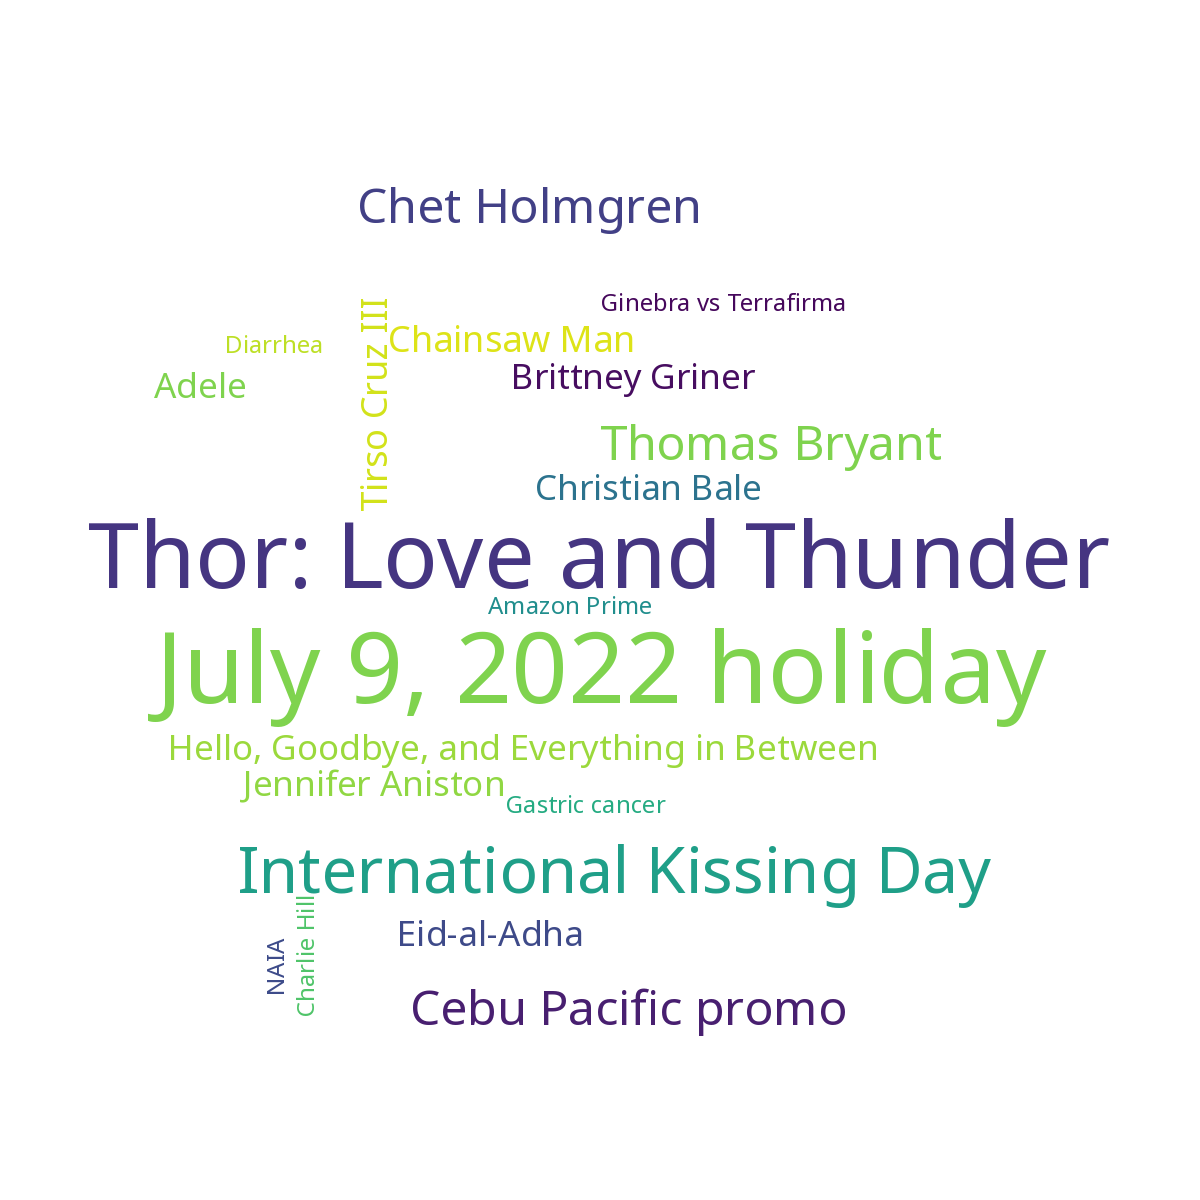 Chet Holmgren
Ginebra vs Terrafirma
Tirso Cruz III
Chainsaw Man
Diarrhea
Brittney Griner
Adele
Thomas Bryant
Christian Bale
Thor: Love and Thunder
Amazon Prime
July 9, 2022 holiday
Hello, Goodbye, and Everything in Between
Jennifer Aniston
Gastric cancer
International Kissing Day
Charlie Hill
NAIA
Eid-al-Adha
Cebu Pacific promo